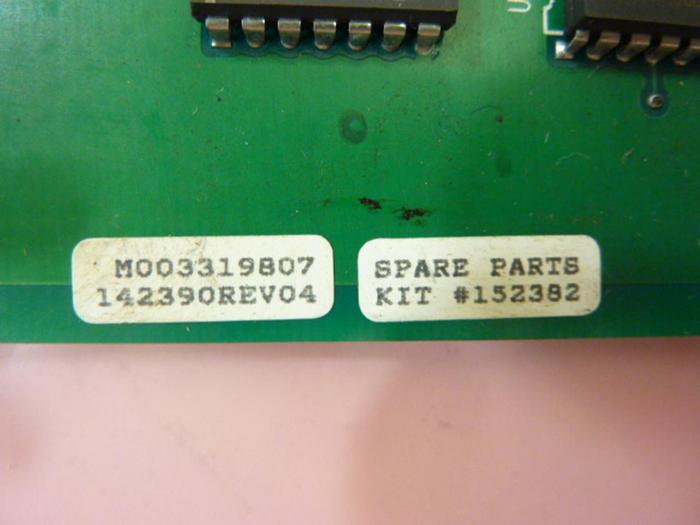 M003319807
142390REV04
SPARE PARTS
KIT #152382